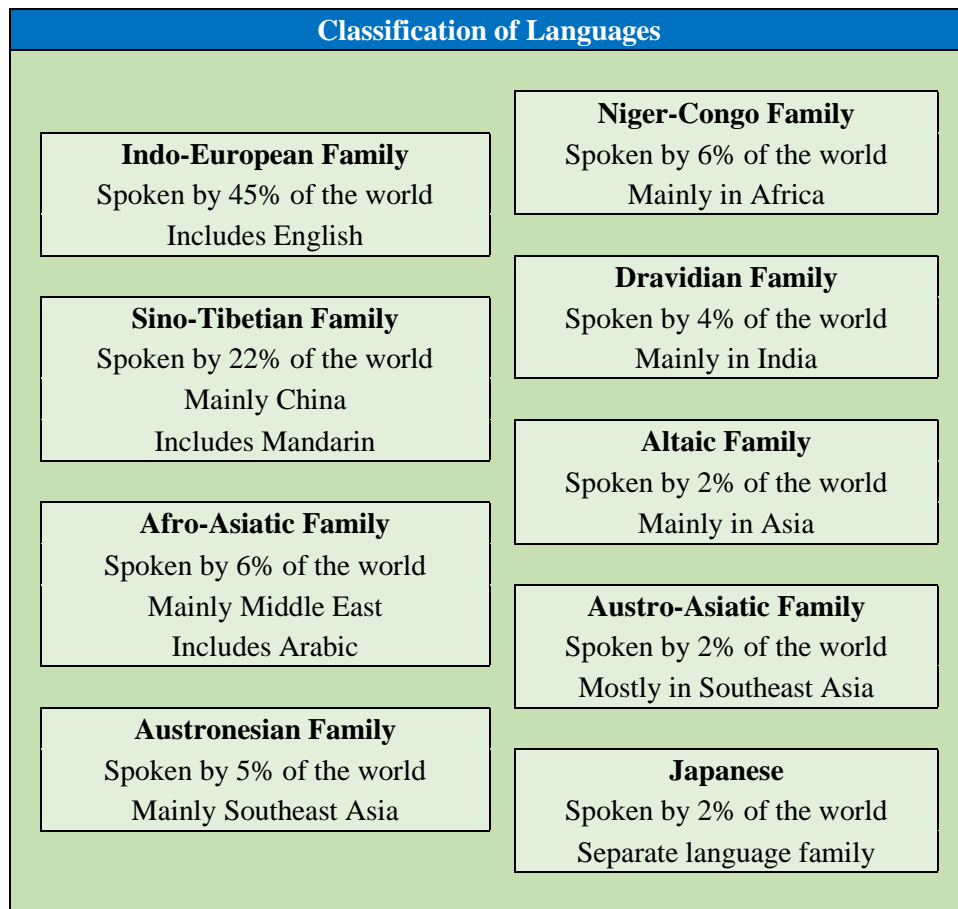 Classification of Languages
Indo-European Family
Spoken by 45% of the world
Includes English
Sino-Tibetan Family
Spoken by 22% of the world
Mainly China
Includes Mandarin
Afro-Asiatic Family
Spoken by 6% of the world
Mainly Middle East
Includes Arabic
Austronesian Family
Spoken by 5% of the world
Mainly Southeast Asia
Niger-Congo Family
Spoken by 6% of the world
Mainly in Africa
Dravidian Family
Spoken by 4% of the world
Mainly in India
Altaic Family
Spoken by 2% of the world
Mainly in Asia
Austro-Asiatic Family
Spoken by 2% of the world
Mostly in Southeast Asia
Japanese
Spoken by 2% of the world
Separate language family